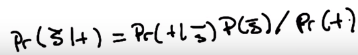 Pr(s̄|+) = Pr(+|s̄) P(s̄) / Pr(+)